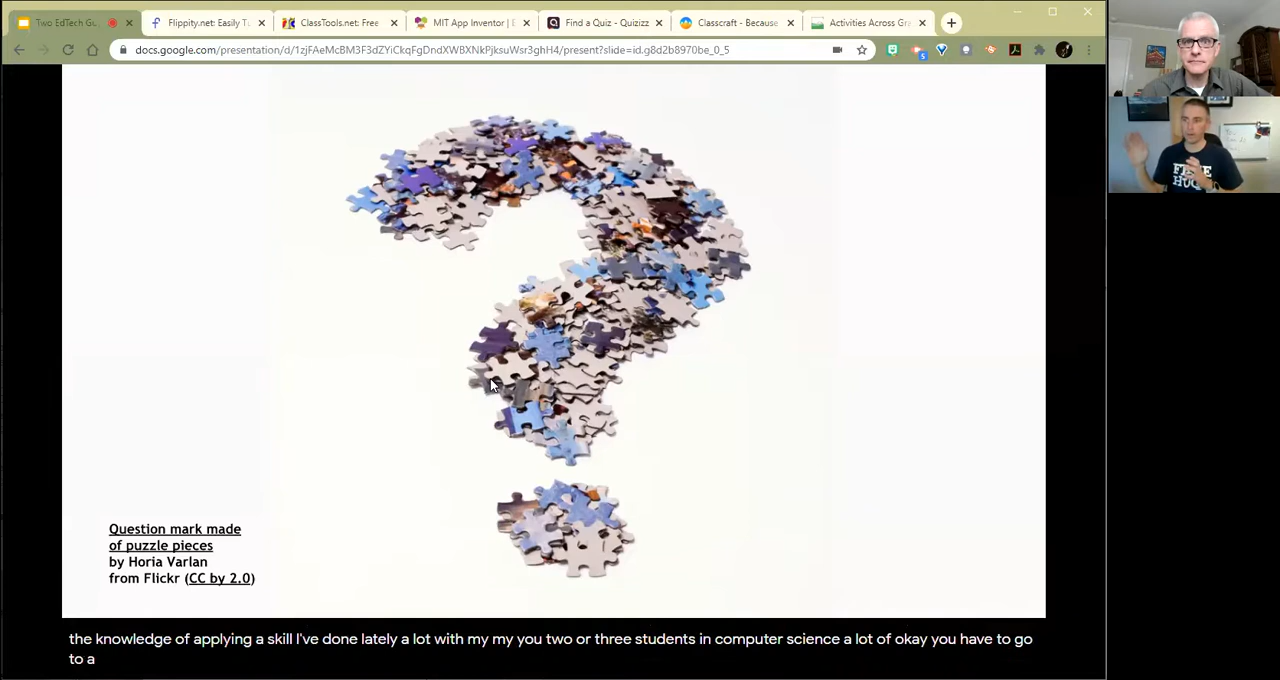 Two EdTech Gu
Flippity.net: Easily Tu
ClassTools.net: Free
MIT App Inventor | E
Find a Quiz - Quizizz
Classcraft - Because
Activities Across Gra
docs.google.com/presentation/d/1zjFAeMcBM3F3dZYiCkqFgDndXWBXNkPjksuWsr3ghH4/present?slide=id.g8d2b8970be_0_5
Question mark made
of puzzle pieces
by Horia Varlan
from Flickr (CC by 2.0)
the knowledge of applying a skill I've done lately a lot with my my you two or three students in computer science a lot of okay you have to go
to a